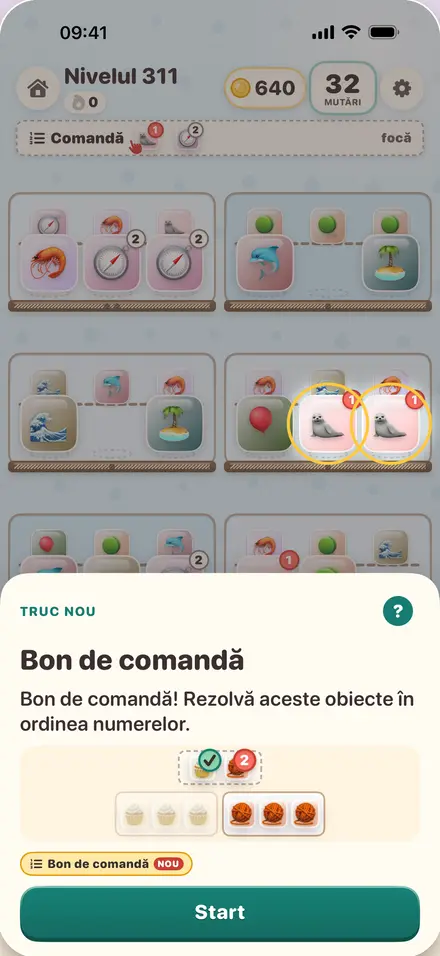 09:41
Nivelul 311
0
640
32
MUTĂRI
Comandă
1
2
focă
2
2
1
1
2
1
TRUC NOU
?
Bon de comandă
Bon de comandă! Rezolvă aceste obiecte în
ordinea numerelor.
2
Bon de comandă NOU
Start